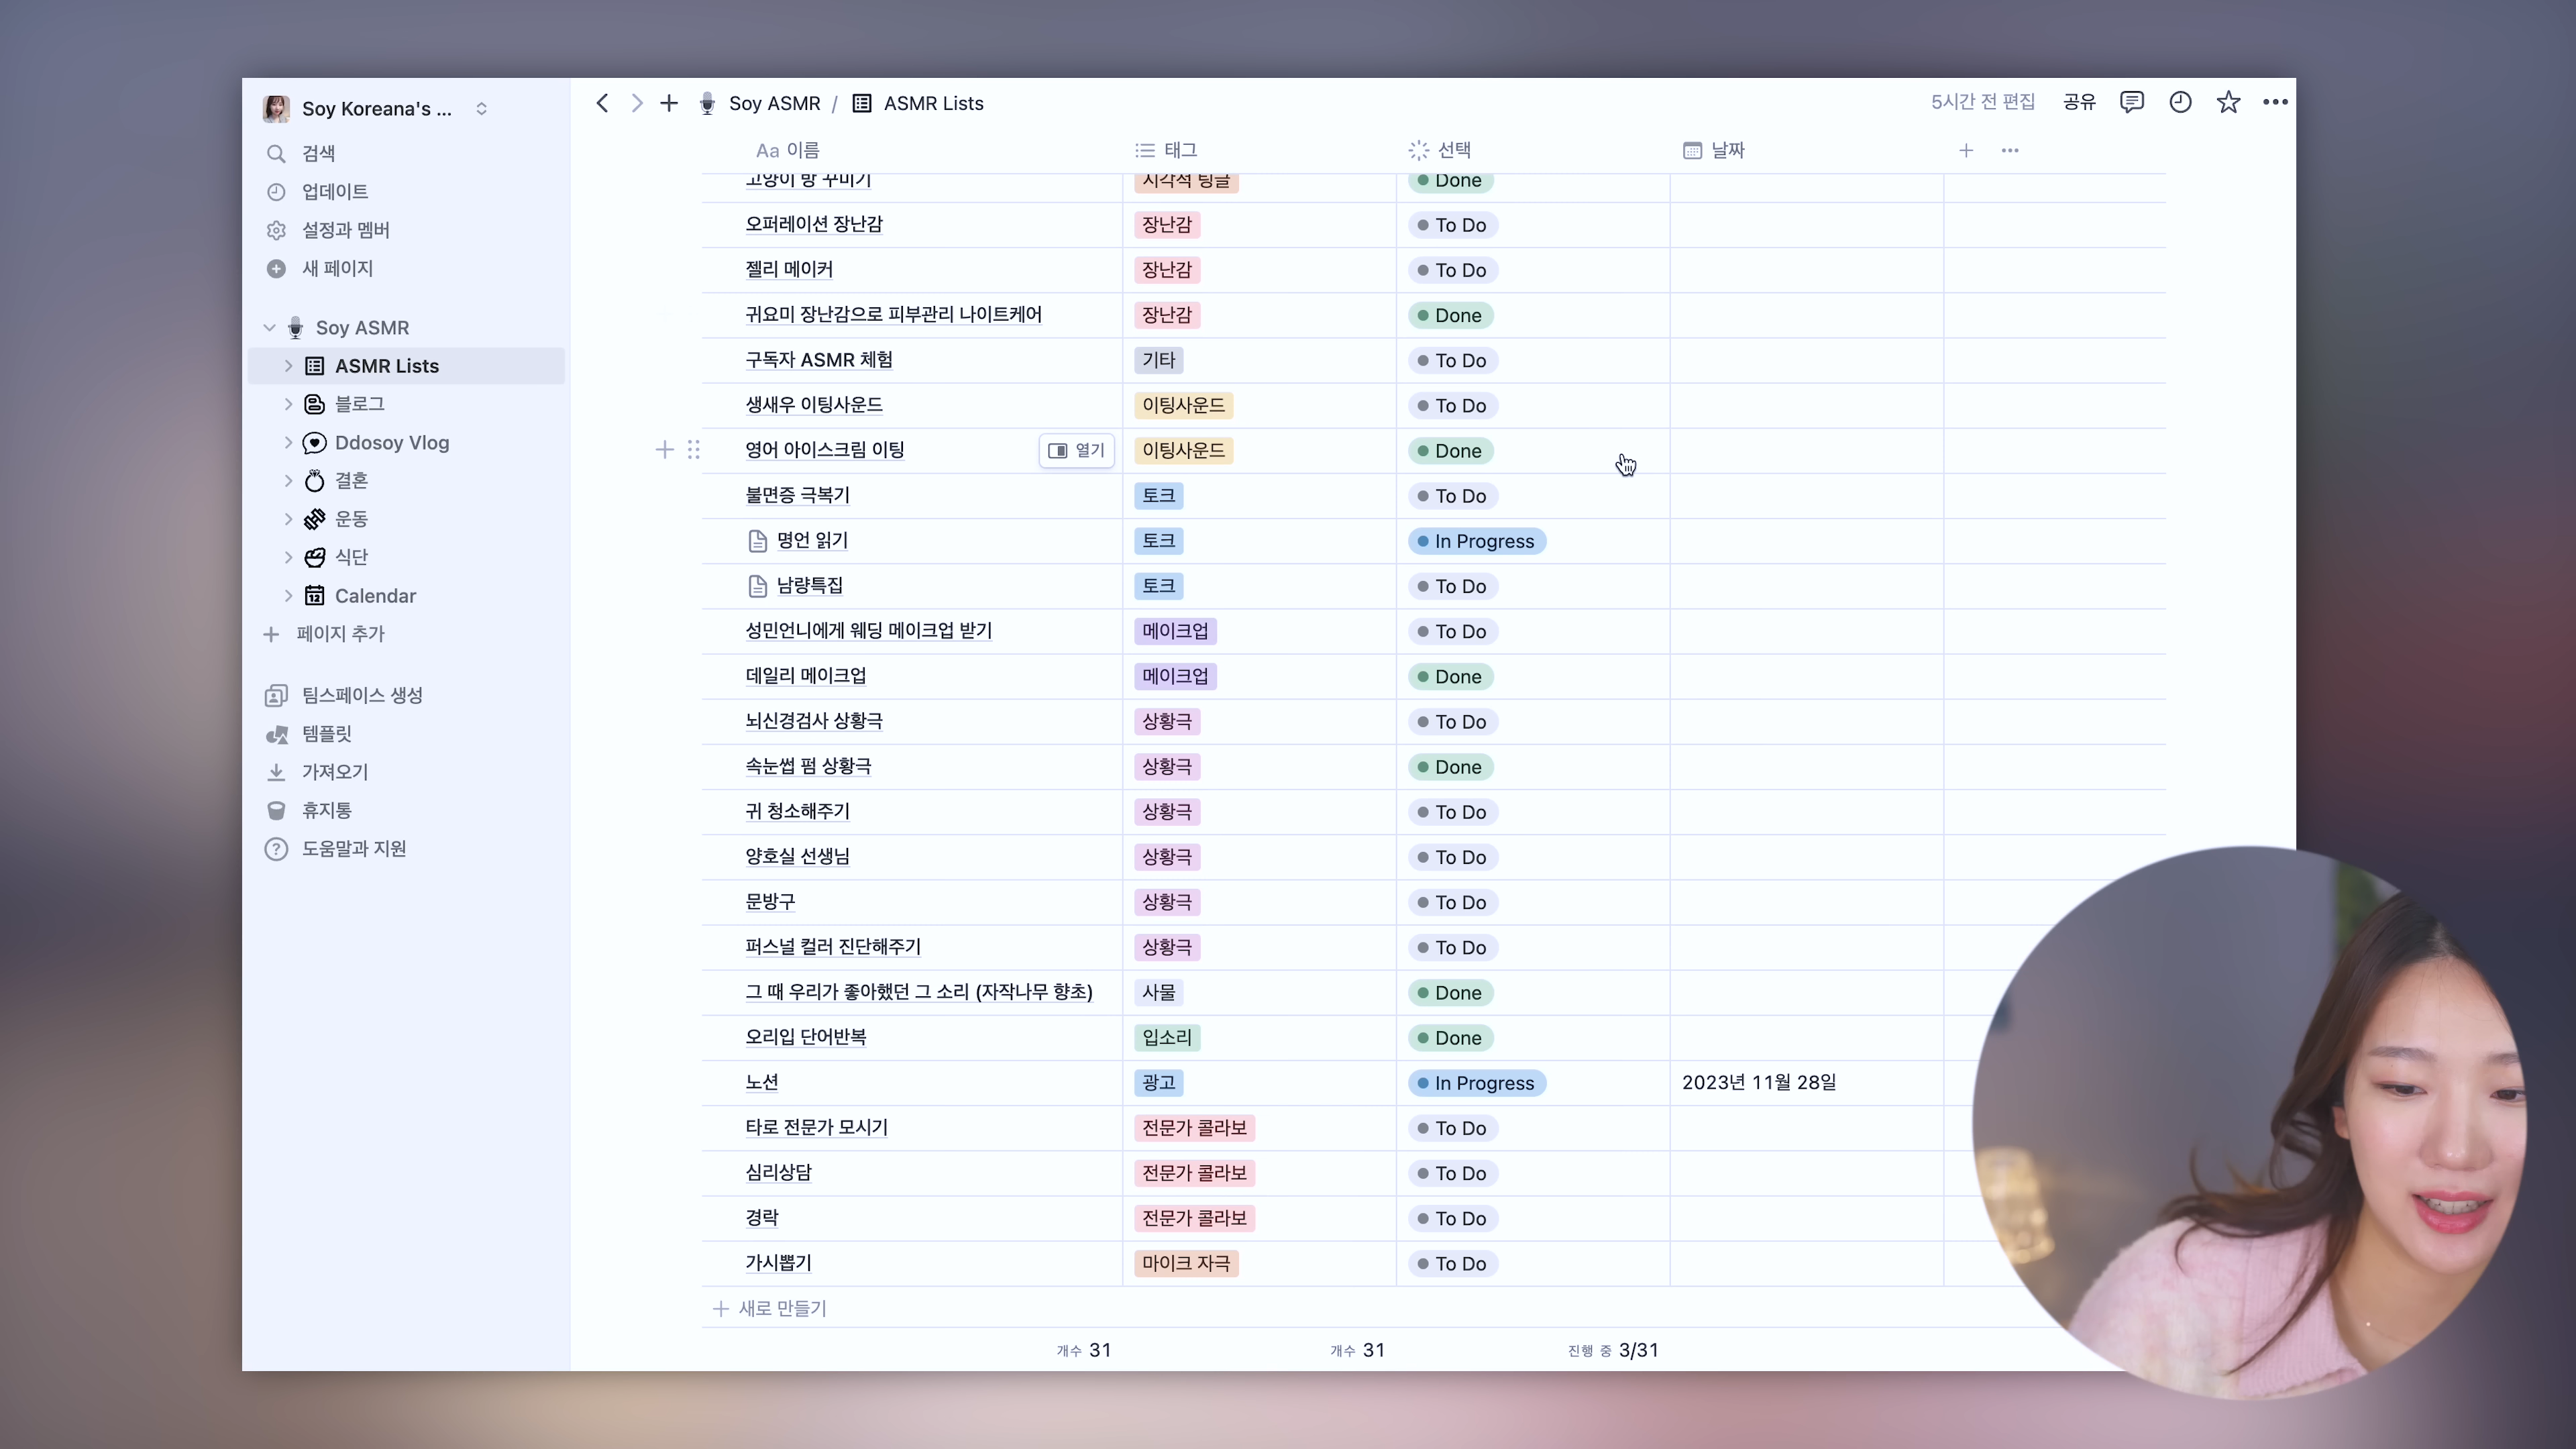 Soy Koreana's ...
검색
업데이트
설정과 멤버
새 페이지
Soy ASMR
ASMR Lists
블로그
Ddosoy Vlog
결혼
운동
식단
12 Calendar
페이지 추가
팀스페이스 생성
템플릿
가져오기
휴지통
도움말과 지원
Soy ASMR / ASMR Lists 5시간 전 편집 공유
Aa 이름 태그 선택 날짜
고양이 방 꾸미기 시각적 팅글 Done
오퍼레이션 장난감 장난감 To Do
젤리 메이커 장난감 To Do
귀요미 장난감으로 피부관리 나이트케어 장난감 Done
구독자 ASMR 체험 기타 To Do
생새우 이팅사운드 이팅사운드 To Do
영어 아이스크림 이팅 열기 이팅사운드 Done
불면증 극복기 토크 To Do
명언 읽기 토크 In Progress
남량특집 토크 To Do
성민언니에게 웨딩 메이크업 받기 메이크업 To Do
데일리 메이크업 메이크업 Done
뇌신경검사 상황극 상황극 To Do
속눈썹 펌 상황극 상황극 Done
귀 청소해주기 상황극 To Do
양호실 선생님 상황극 To Do
문방구 상황극 To Do
퍼스널 컬러 진단해주기 상황극 To Do
그 때 우리가 좋아했던 그 소리 (자작나무 향초) 사물 Done
오리입 단어반복 입소리 Done
노션 광고 In Progress 2023년 11월 28일
타로 전문가 모시기 전문가 콜라보 To Do
심리상담 전문가 콜라보 To Do
경락 전문가 콜라보 To Do
가시뽑기 마이크 자극 To Do
새로 만들기
개수 31 개수 31 진행 중 3/31